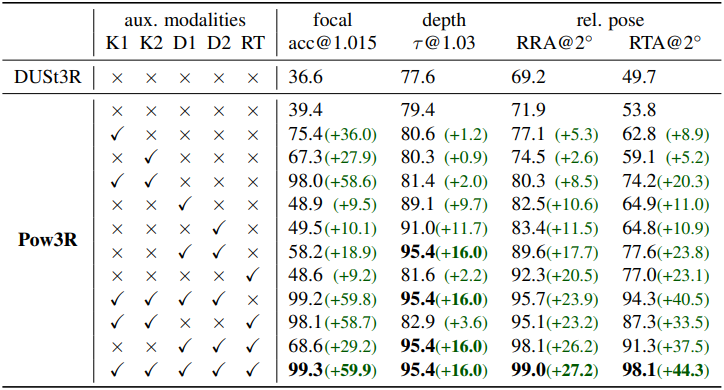 aux. modalities focal depth rel. pose
K1 K2 D1 D2 RT acc@1.015 τ@1.03 RRA@2° RTA@2°
DUSt3R × × × × × 36.6 77.6 69.2 49.7
× × × × × 39.4 79.4 71.9 53.8
✓ × × × × 75.4(+36.0) 80.6 (+1.2) 77.1 (+5.3) 62.8 (+8.9)
× ✓ × × × 67.3(+27.9) 80.3 (+0.9) 74.5 (+2.6) 59.1 (+5.2)
✓ ✓ × × × 98.0(+58.6) 81.4 (+2.0) 80.3 (+8.5) 74.2(+20.3)
× × ✓ × × 48.9 (+9.5) 89.1 (+9.7) 82.5(+10.6) 64.9(+11.0)
× × × ✓ × 49.5(+10.1) 91.0(+11.7) 83.4(+11.5) 64.8(+10.9)
Pow3R × × ✓ ✓ × 58.2(+18.9) 95.4(+16.0) 89.6(+17.7) 77.6(+23.8)
× × × × ✓ 48.6 (+9.2) 81.6 (+2.2) 92.3(+20.5) 77.0(+23.1)
✓ ✓ ✓ ✓ × 99.2(+59.8) 95.4(+16.0) 95.7(+23.9) 94.3(+40.5)
✓ ✓ × × ✓ 98.1(+58.7) 82.9 (+3.6) 95.1(+23.2) 87.3(+33.5)
× × ✓ ✓ ✓ 68.6(+29.2) 95.4(+16.0) 98.1(+26.2) 91.3(+37.5)
✓ ✓ ✓ ✓ ✓ 99.3(+59.9) 95.4(+16.0) 99.0(+27.2) 98.1(+44.3)